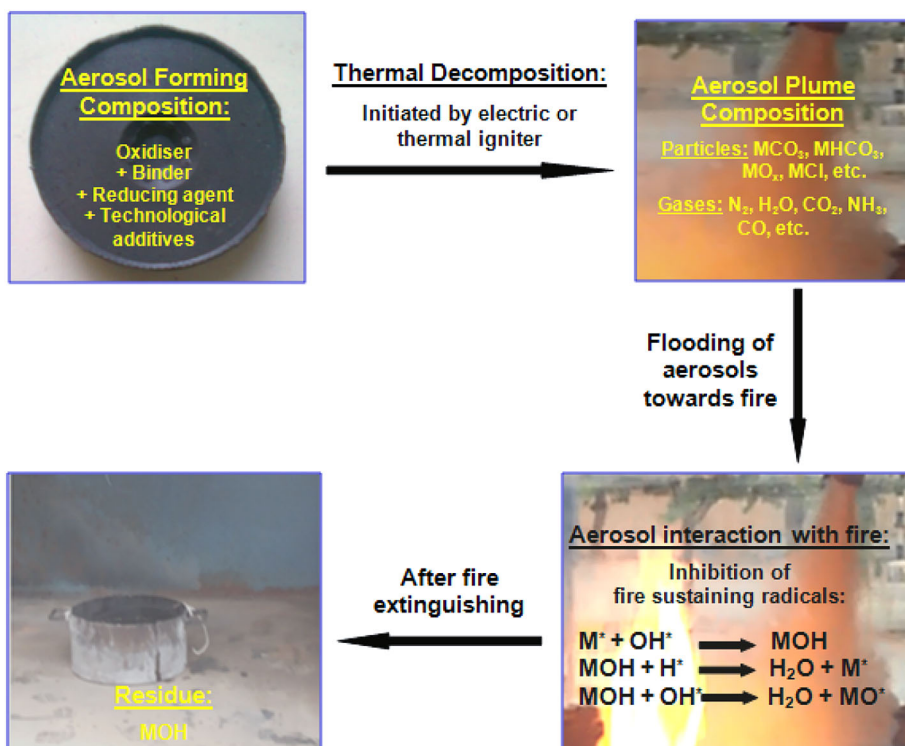 Aerosol Forming
Composition:
Oxidiser
+ Binder
+ Reducing agent
+ Technological
additives
Thermal Decomposition:
Initiated by electric or
thermal igniter
Aerosol Plume
Composition
Particles: MCO₃, MHCO₃,
MOₓ, MCl, etc.
Gases: N₂, H₂O, CO₂, NH₃,
CO, etc.
Flooding of
aerosols
towards fire
Aerosol interaction with fire:
Inhibition of
fire sustaining radicals:
M* + OH* → MOH
MOH + H* → H₂O + M*
MOH + OH* → H₂O + MO*
After fire
extinguishing
Residue:
MOH